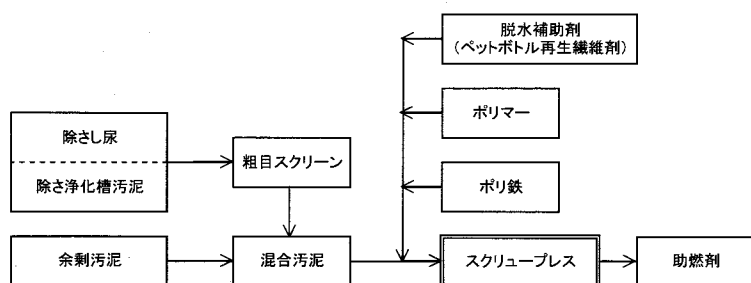 脱水補助剤
(ペットボトル再生繊維剤)
ポリマー
ポリ鉄
除さし尿
除さ浄化槽汚泥
粗目スクリーン
余剰汚泥
混合汚泥
スクリュープレス
助燃剤